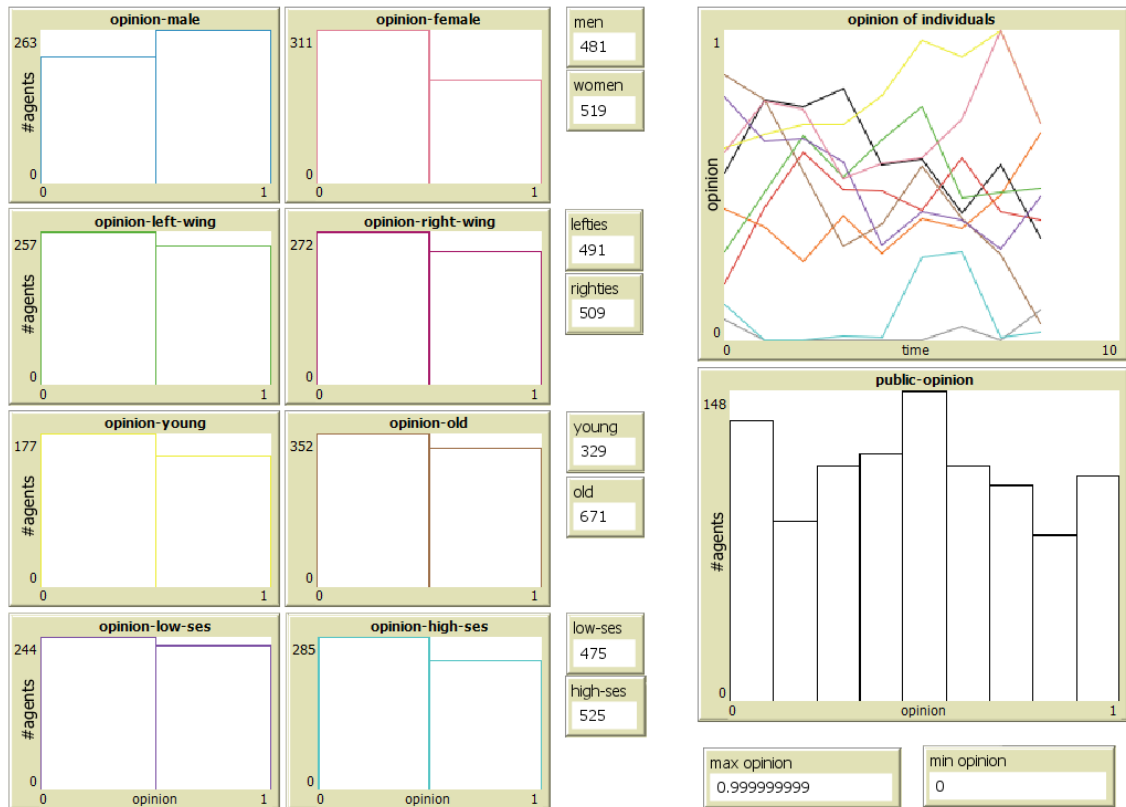 opinion-male
263
#agents
0
0 1
opinion-female
311
0
0 1
men
481
women
519
opinion-left-wing
257
#agents
0
0 1
opinion-right-wing
272
0
0 1
lefties
491
righties
509
opinion-young
177
#agents
0
0 1
opinion-old
352
0
0 1
young
329
old
671
opinion-low-ses
244
#agents
0
0 opinion 1
opinion-high-ses
285
0
0 opinion 1
low-ses
475
high-ses
525
opinion of individuals
1
opinion
0
0 time 10
public-opinion
148
#agents
0
0 opinion 1
max opinion
0.999999999
min opinion
0